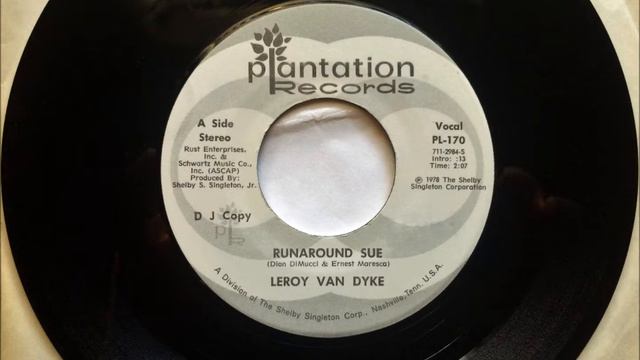 plantation
Records
A Side
Stereo
Rust Enterprises,
Inc. &
Schwartz Music Co.,
Inc. (ASCAP)
Produced By:
Shelby S. Singleton, Jr.
D J Copy
Vocal
PL-170
711-2984-S
Intro: :13
Time: 2:07
℗ 1978 The Shelby
Singleton Corporation
RUNAROUND SUE
(Dion DiMucci & Ernest Maresca)
LEROY VAN DYKE
A Division of The Shelby Singleton Corp., Nashville, Tenn. U.S.A.